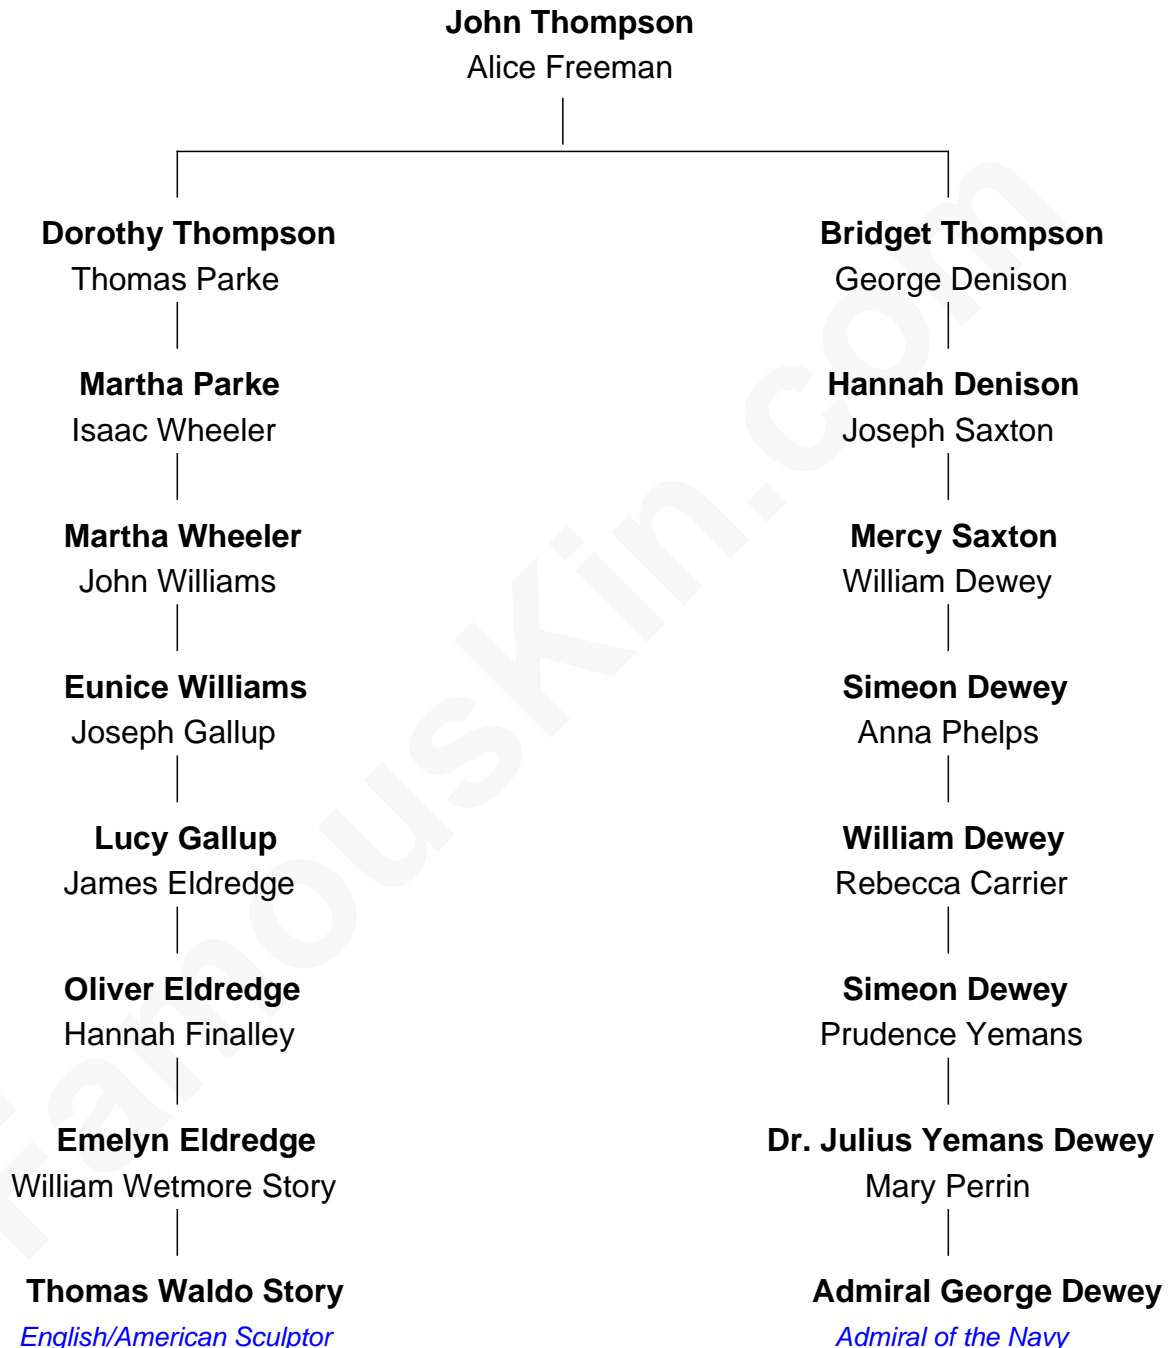 John Thompson
Alice Freeman
Dorothy Thompson
Thomas Parke
Bridget Thompson
George Denison
Martha Parke
Isaac Wheeler
Hannah Denison
Joseph Saxton
Martha Wheeler
John Williams
Mercy Saxton
William Dewey
Eunice Williams
Joseph Gallup
Simeon Dewey
Anna Phelps
Lucy Gallup
James Eldredge
William Dewey
Rebecca Carrier
Oliver Eldredge
Hannah Finalley
Simeon Dewey
Prudence Yemans
Emelyn Eldredge
William Wetmore Story
Dr. Julius Yemans Dewey
Mary Perrin
Thomas Waldo Story
English/American Sculptor
Admiral George Dewey
Admiral of the Navy
FamousKin.com